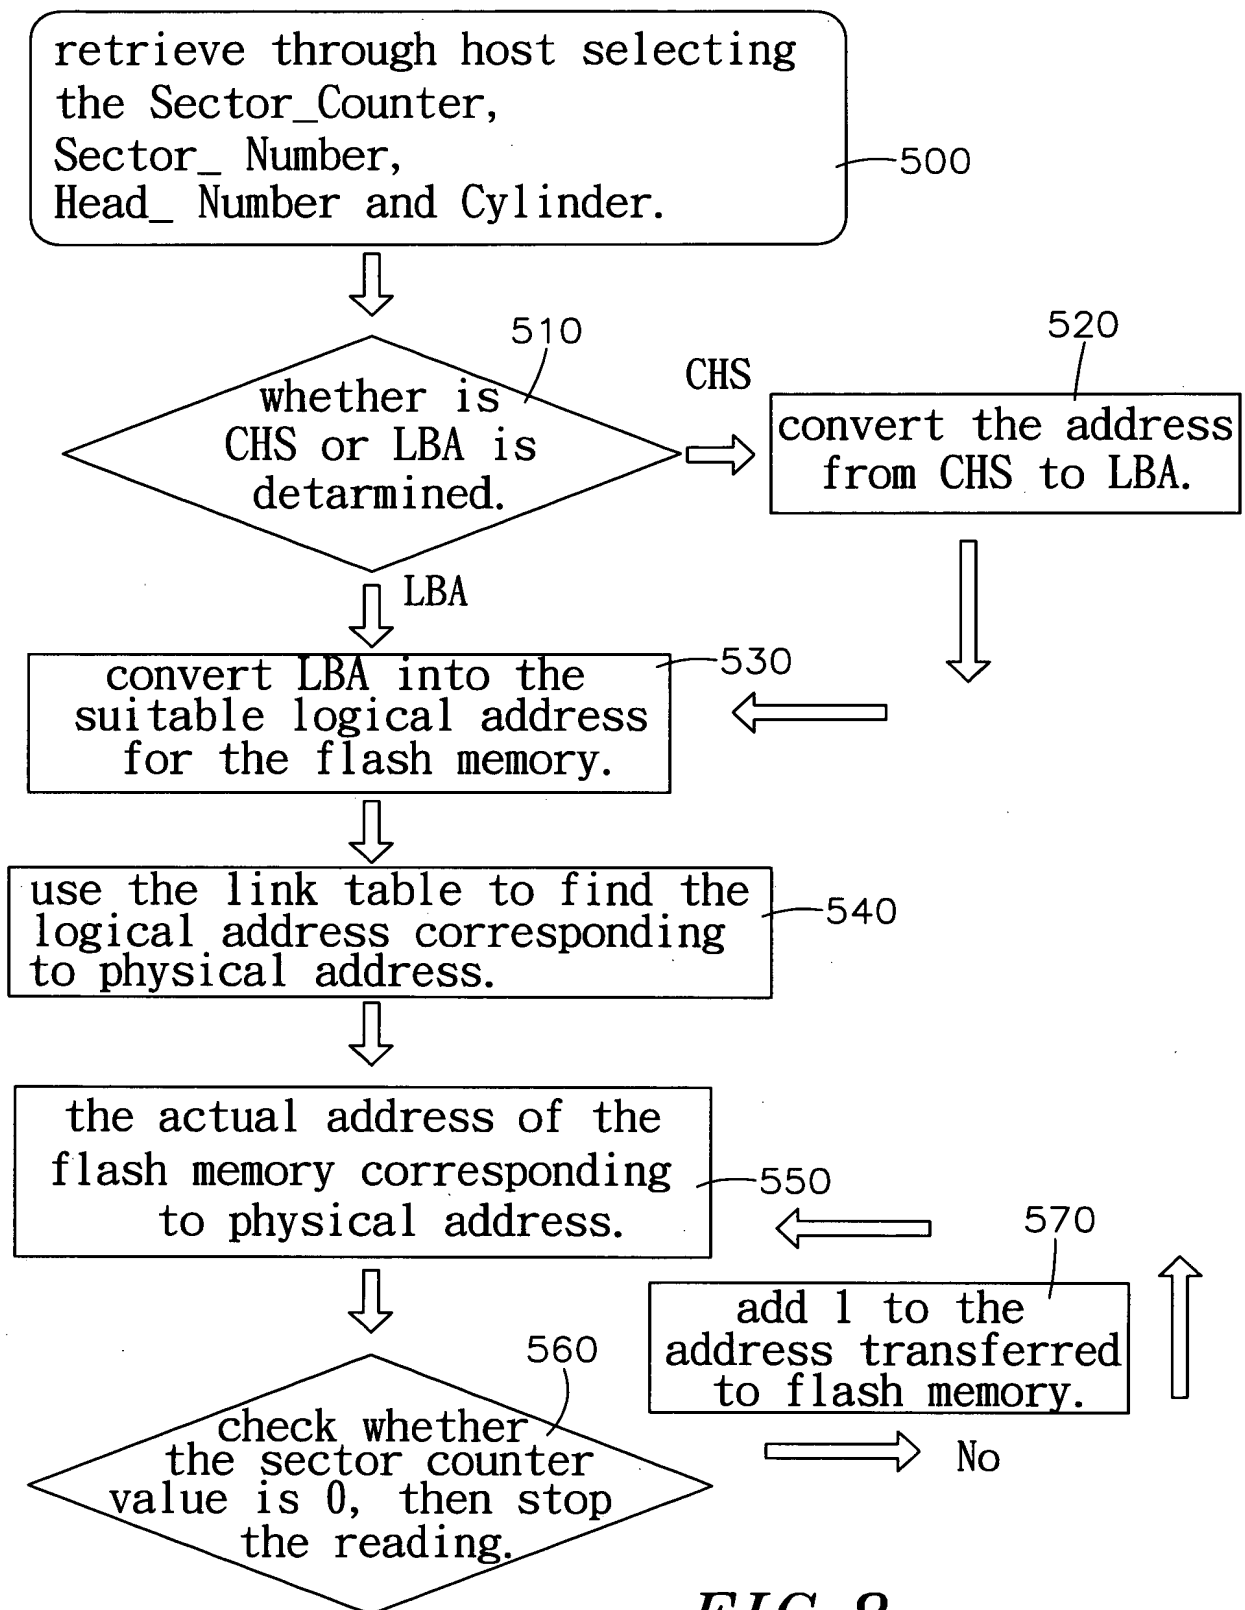 retrieve through host selecting
the Sector_Counter,
Sector_ Number,
Head_ Number and Cylinder.
500
510
whether is
CHS or LBA is
detarmined.
CHS
520
convert the address
from CHS to LBA.
LBA
530
convert LBA into the
suitable logical address
for the flash memory.
540
use the link table to find the
logical address corresponding
to physical address.
550
the actual address of the
flash memory corresponding
to physical address.
570
add 1 to the
address transferred
to flash memory.
560
check whether
the sector counter
value is 0, then stop
the reading.
No